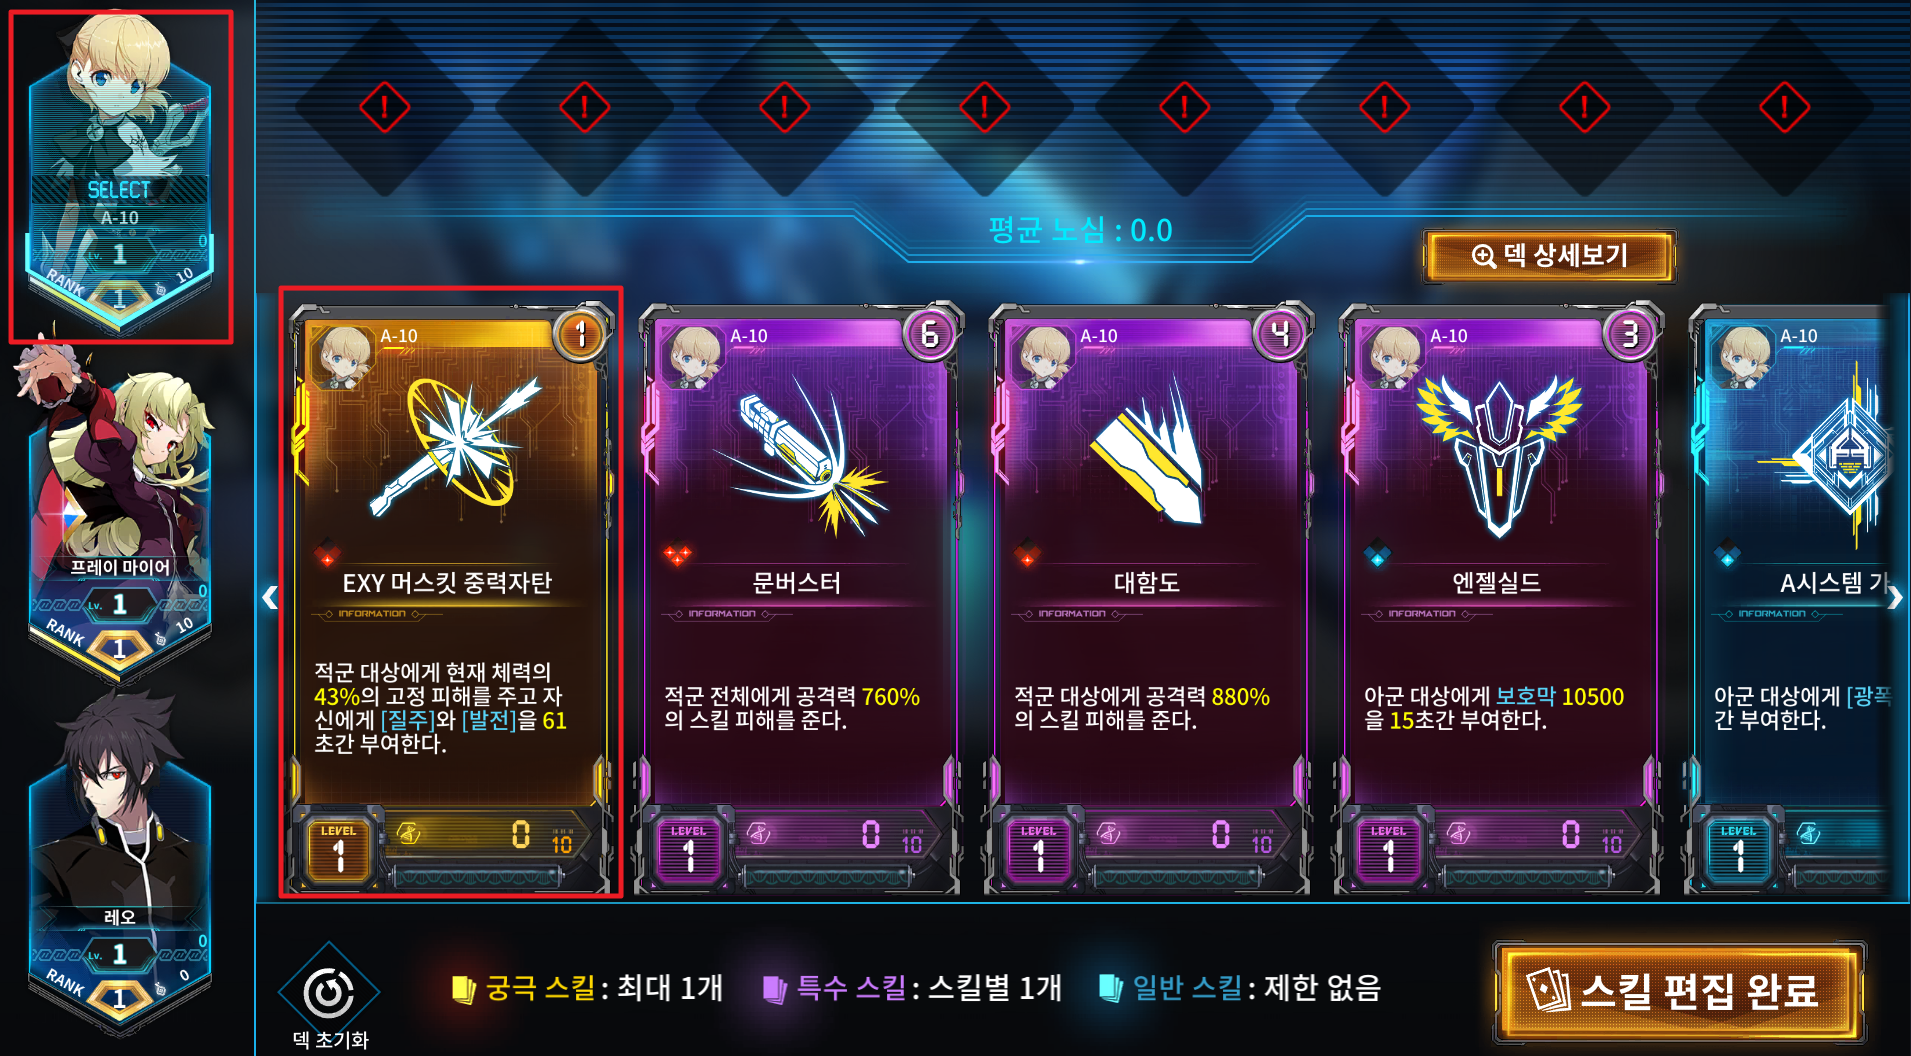 SELECT
A-10
0
Lv. 1
RANK
1
10
프레이 마이어
0
Lv. 1
RANK
1
10
레오
0
Lv. 1
RANK
1
0
평균 노심 : 0.0
덱 상세보기
A-10
1
EXY 머스킷 중력자탄
INFORMATION
적군 대상에게 현재 체력의
43%의 고정 피해를 주고 자
신에게 [질주]와 [발전]을 61
초간 부여한다.
LEVEL
1
0
10
A-10
6
문버스터
INFORMATION
적군 전체에게 공격력 760%
의 스킬 피해를 준다.
LEVEL
1
0
10
A-10
4
대함도
INFORMATION
적군 대상에게 공격력 880%
의 스킬 피해를 준다.
LEVEL
1
0
10
A-10
3
엔젤실드
INFORMATION
아군 대상에게 보호막 10500
을 15초간 부여한다.
LEVEL
1
0
10
A-10
A시스템 가
INFORMATION
아군 대상에게 [광폭
간 부여한다.
LEVEL
1
덱 초기화
궁극 스킬 : 최대 1개
특수 스킬 : 스킬별 1개
일반 스킬 : 제한 없음
스킬 편집 완료